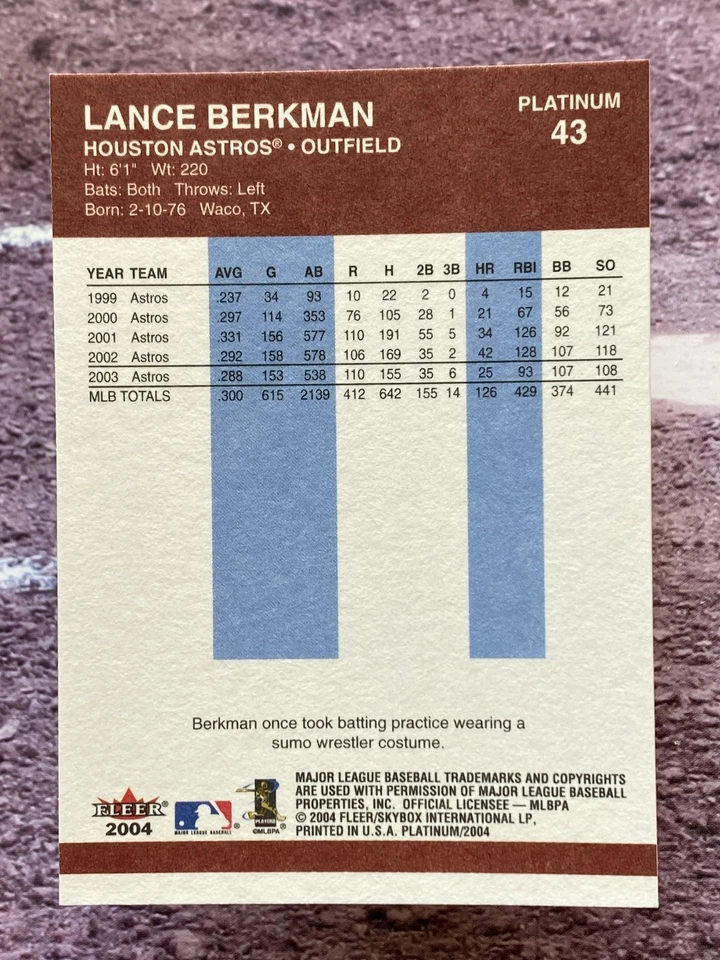 LANCE BERKMAN
PLATINUM
43
HOUSTON ASTROS® • OUTFIELD
Ht: 6'1" Wt: 220
Bats: Both Throws: Left
Born: 2-10-76 Waco, TX
YEAR TEAM AVG G AB R H 2B 3B HR RBI BB SO
1999 Astros .237 34 93 10 22 2 0 4 15 12 21
2000 Astros .297 114 353 76 105 28 1 21 67 56 73
2001 Astros .331 156 577 110 191 55 5 34 126 92 121
2002 Astros .292 158 578 106 169 35 2 42 128 107 118
2003 Astros .288 153 538 110 155 35 6 25 93 107 108
MLB TOTALS .300 615 2139 412 642 155 14 126 429 374 441
Berkman once took batting practice wearing a
sumo wrestler costume.
FLEER®
2004
MAJOR LEAGUE BASEBALL
®
PLAYERS
©MLBPA
MAJOR LEAGUE BASEBALL TRADEMARKS AND COPYRIGHTS
ARE USED WITH PERMISSION OF MAJOR LEAGUE BASEBALL
PROPERTIES, INC. OFFICIAL LICENSEE — MLBPA
© 2004 FLEER/SKYBOX INTERNATIONAL LP,
PRINTED IN U.S.A. PLATINUM/2004